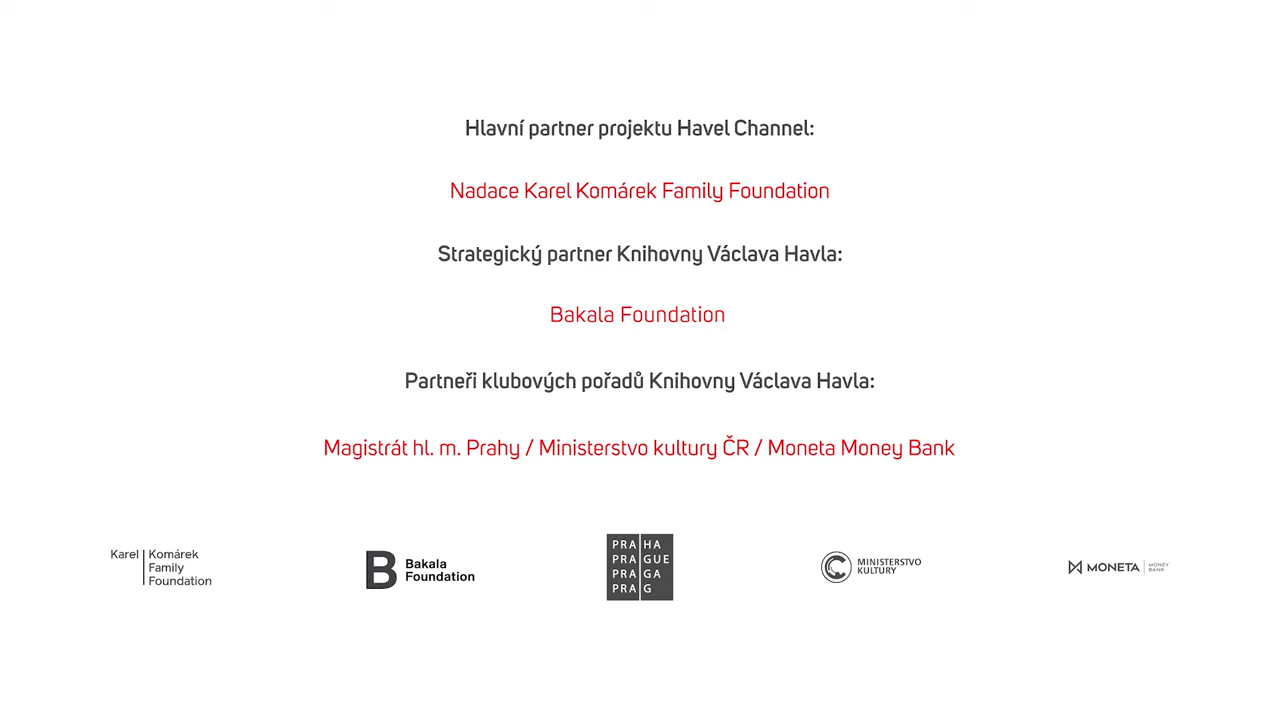 Hlavní partner projektu Havel Channel:
Nadace Karel Komárek Family Foundation
Strategický partner Knihovny Václava Havla:
Bakala Foundation
Partneři klubových pořadů Knihovny Václava Havla:
Magistrát hl. m. Prahy / Ministerstvo kultury ČR / Moneta Money Bank
Karel Komárek
Family
Foundation
B Bakala
Foundation
PRA HA
PRA GUE
PRA GA
PRA G
MINISTERSTVO
KULTURY
MONETA MONEY
BANK